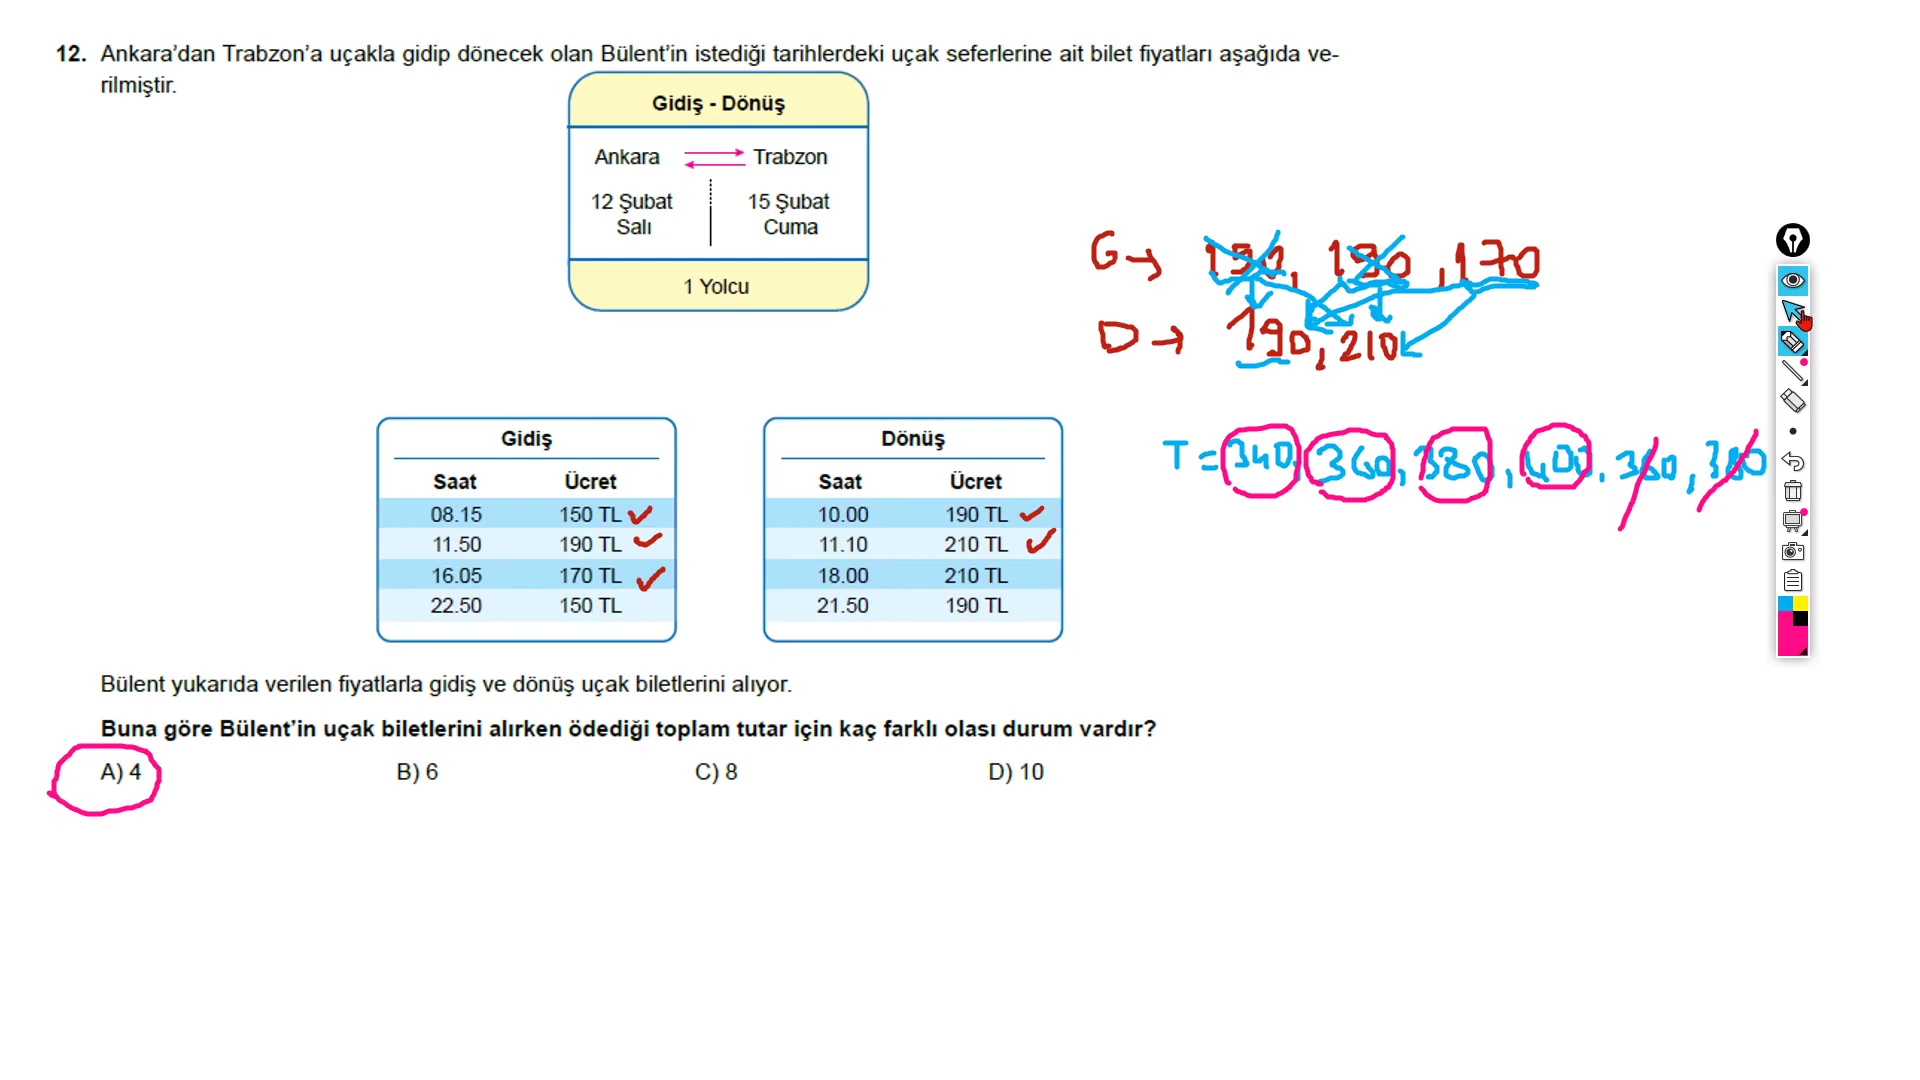 12. Ankara’dan Trabzon’a uçakla gidip dönecek olan Bülent’in istediği tarihlerdeki uçak seferlerine ait bilet fiyatları aşağıda ve-
rilmiştir.
Gidiş - Dönüş
Ankara Trabzon
12 Şubat 15 Şubat
Salı Cuma
1 Yolcu
G→ 150, 190, 170
D→ 190, 210
Gidiş
Saat Ücret
08.15 150 TL
11.50 190 TL
16.05 170 TL
22.50 150 TL
Dönüş
Saat Ücret
10.00 190 TL
11.10 210 TL
18.00 210 TL
21.50 190 TL
T = 340, 360, 380, 400, 360, 380
Bülent yukarıda verilen fiyatlarla gidiş ve dönüş uçak biletlerini alıyor.
Buna göre Bülent’in uçak biletlerini alırken ödediği toplam tutar için kaç farklı olası durum vardır?
A) 4 B) 6 C) 8 D) 10